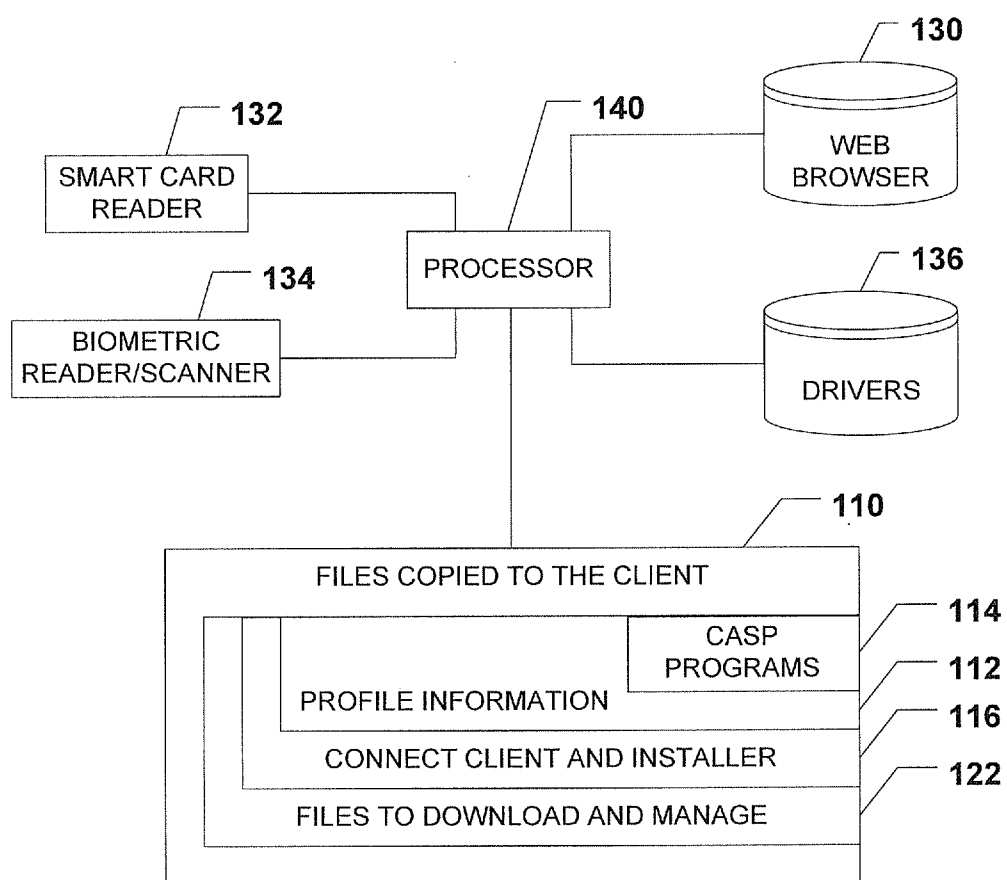 130
132
140
WEB
BROWSER
SMART CARD
READER
PROCESSOR
136
134
BIOMETRIC
READER/SCANNER
DRIVERS
110
FILES COPIED TO THE CLIENT
114
CASP
PROGRAMS
112
PROFILE INFORMATION
116
CONNECT CLIENT AND INSTALLER
122
FILES TO DOWNLOAD AND MANAGE